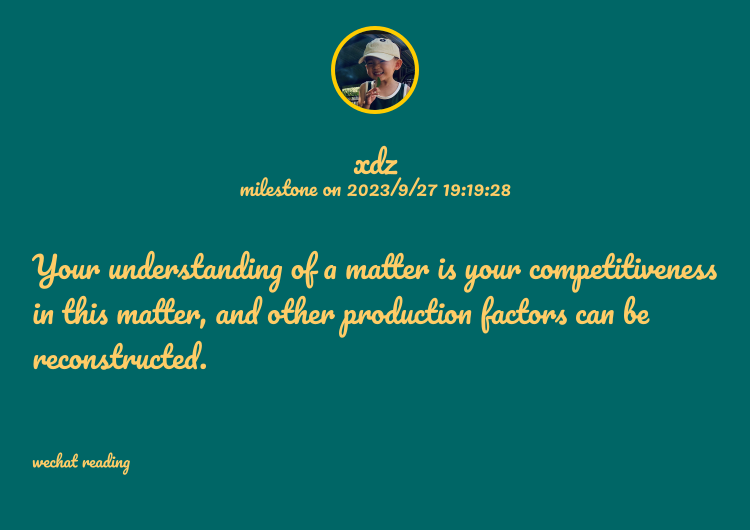 xdz
milestone on 2023/9/27 19:19:28
Your understanding of a matter is your competitiveness
in this matter, and other production factors can be
reconstructed.
wechat reading